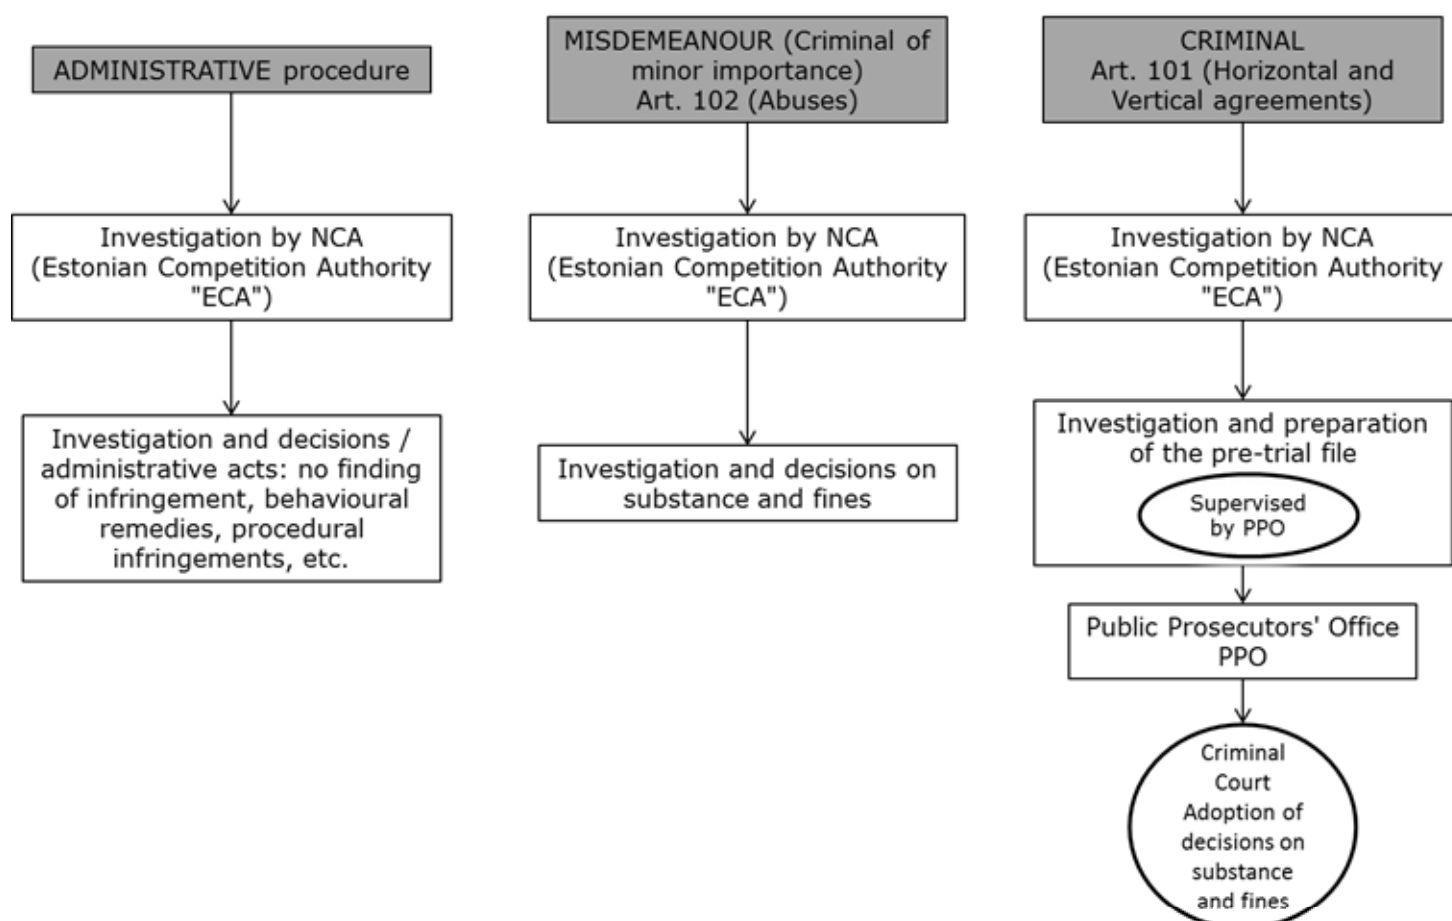 ADMINISTRATIVE procedure
Investigation by NCA
(Estonian Competition Authority
"ECA")
Investigation and decisions /
administrative acts: no finding
of infringement, behavioural
remedies, procedural
infringements, etc.
MISDEMEANOUR (Criminal of
minor importance)
Art. 102 (Abuses)
Investigation by NCA
(Estonian Competition Authority
"ECA")
Investigation and decisions on
substance and fines
CRIMINAL
Art. 101 (Horizontal and
Vertical agreements)
Investigation by NCA
(Estonian Competition Authority
"ECA")
Investigation and preparation
of the pre-trial file
Supervised
by PPO
Public Prosecutors' Office
PPO
Criminal
Court
Adoption of
decisions on
substance
and fines